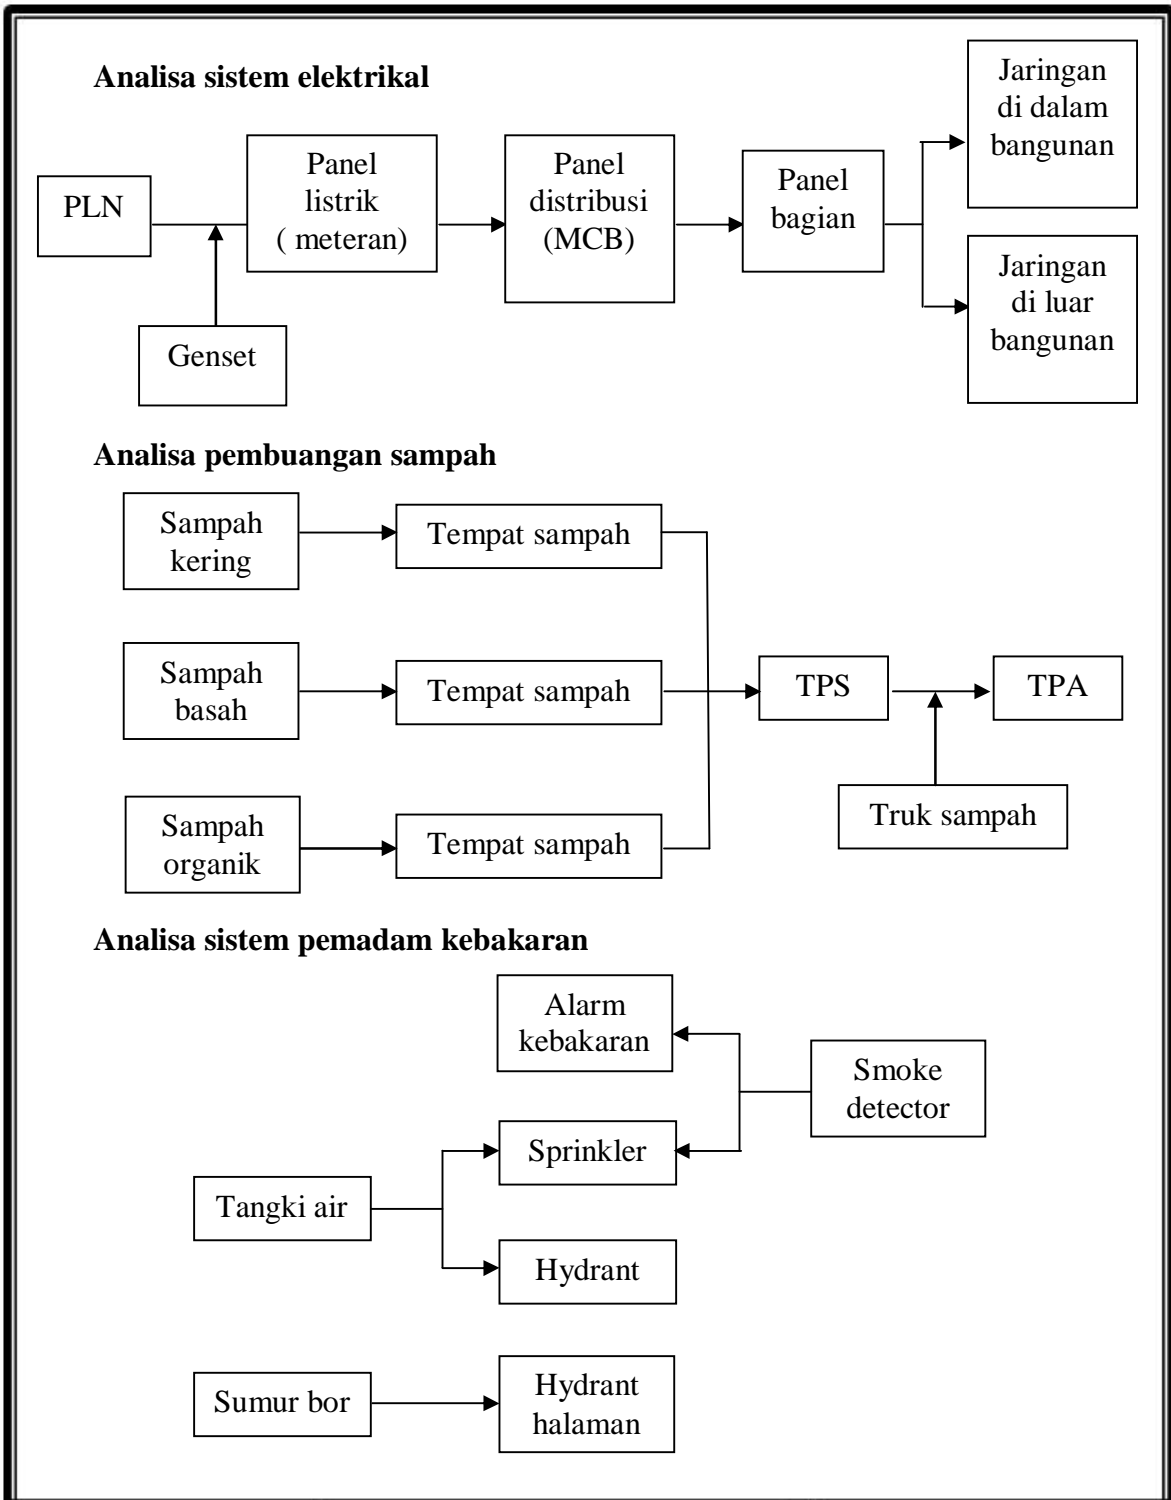 Analisa sistem elektrikal
PLN
Genset
Panel
listrik
( meteran)
Panel
distribusi
(MCB)
Panel
bagian
Jaringan
di dalam
bangunan
Jaringan
di luar
bangunan
Analisa pembuangan sampah
Sampah
kering
Tempat sampah
Sampah
basah
Tempat sampah
Sampah
organik
Tempat sampah
TPS
TPA
Truk sampah
Analisa sistem pemadam kebakaran
Alarm
kebakaran
Smoke
detector
Sprinkler
Tangki air
Hydrant
Sumur bor
Hydrant
halaman